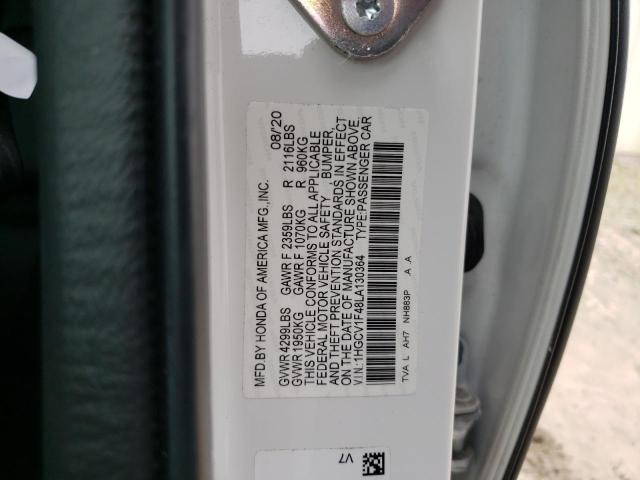 MFD.BY HONDA OF AMERICA MFG.,INC. 08/'20
GVWR 4299LBS GAWR F 2359LBS R 2116LBS
GVWR 1950KG GAWR F 1070KG R 960KG
THIS VEHICLE CONFORMS TO ALL APPLICABLE
FEDERAL MOTOR VEHICLE SAFETY , BUMPER,
AND THEFT PREVENTION STANDARDS IN EFFECT
ON THE DATE OF MANUFACTURE SHOWN ABOVE.
V.I.N.:1HGCV1F48LA130364 TYPE:PASSENGER CAR
TVA L AH7 NH883P A A
V7